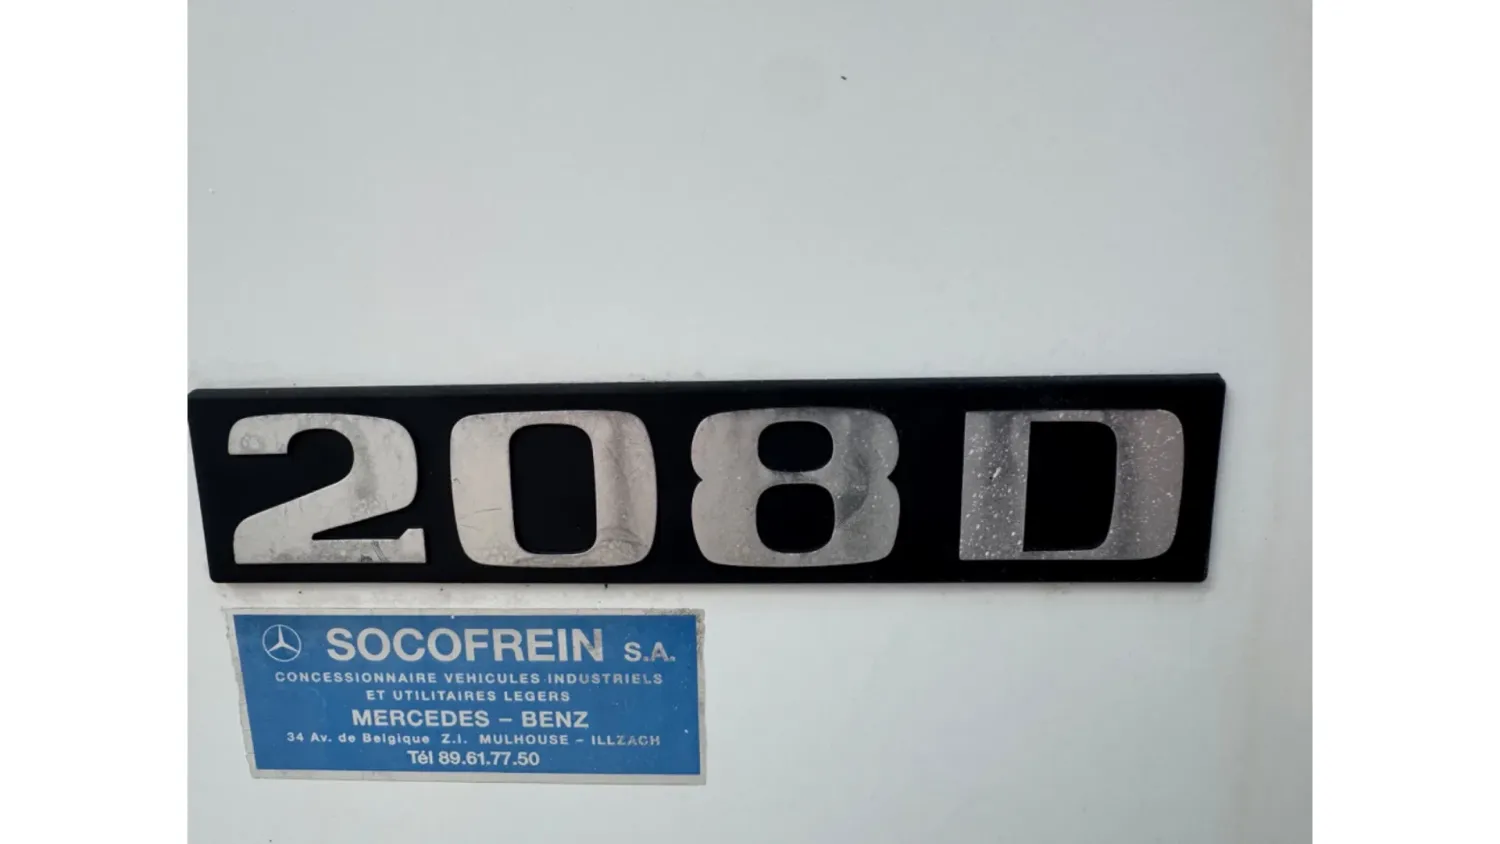 208 D
SOCOFREIN S.A.
CONCESSIONNAIRE VEHICULES INDUSTRIELS
ET UTILITAIRES LEGERS
MERCEDES - BENZ
34 Av. de Belgique Z.I. MULHOUSE - ILLZACH
Tél 89.61.77.50